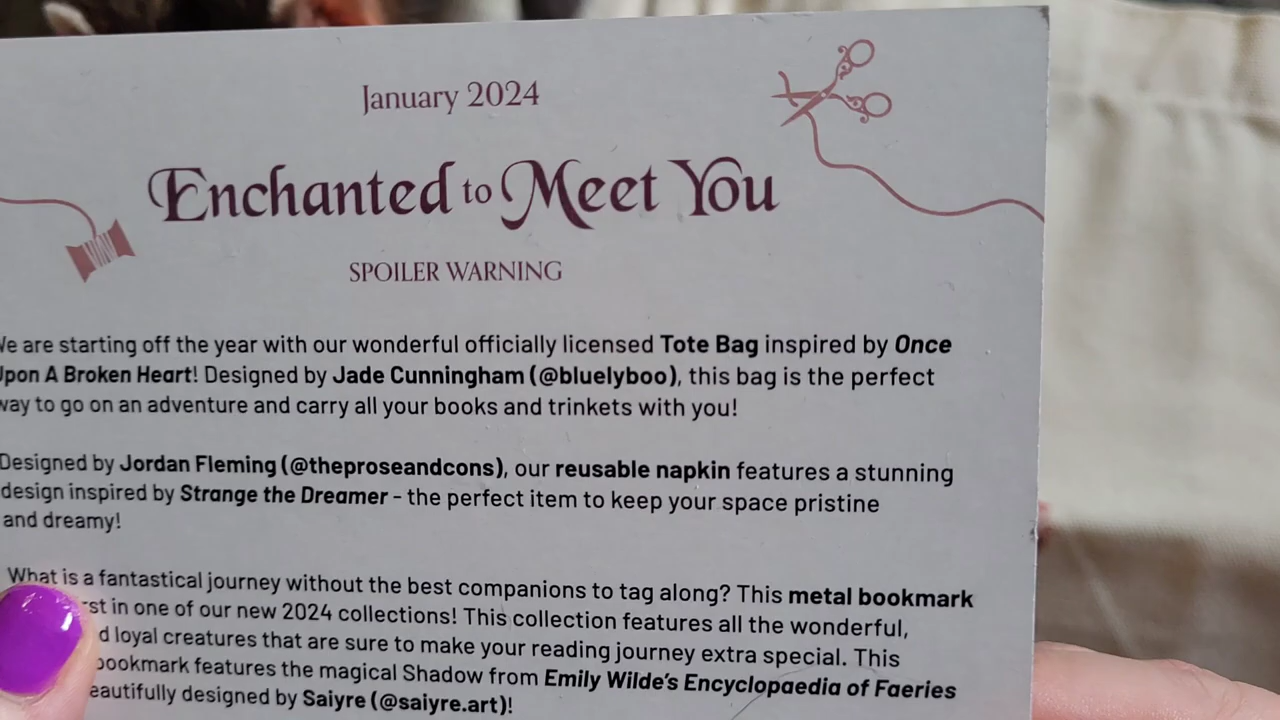 January 2024
Enchanted to Meet You
SPOILER WARNING
We are starting off the year with our wonderful officially licensed Tote Bag inspired by Once
Upon A Broken Heart! Designed by Jade Cunningham (@bluelyboo), this bag is the perfect
way to go on an adventure and carry all your books and trinkets with you!
Designed by Jordan Fleming (@theproseandcons), our reusable napkin features a stunning
design inspired by Strange the Dreamer - the perfect item to keep your space pristine
and dreamy!
What is a fantastical journey without the best companions to tag along? This metal bookmark
in one of our new 2024 collections! This collection features all the wonderful,
loyal creatures that are sure to make your reading journey extra special. This
bookmark features the magical Shadow from Emily Wilde's Encyclopaedia of Faeries
beautifully designed by Saiyre (@saiyre.art)!